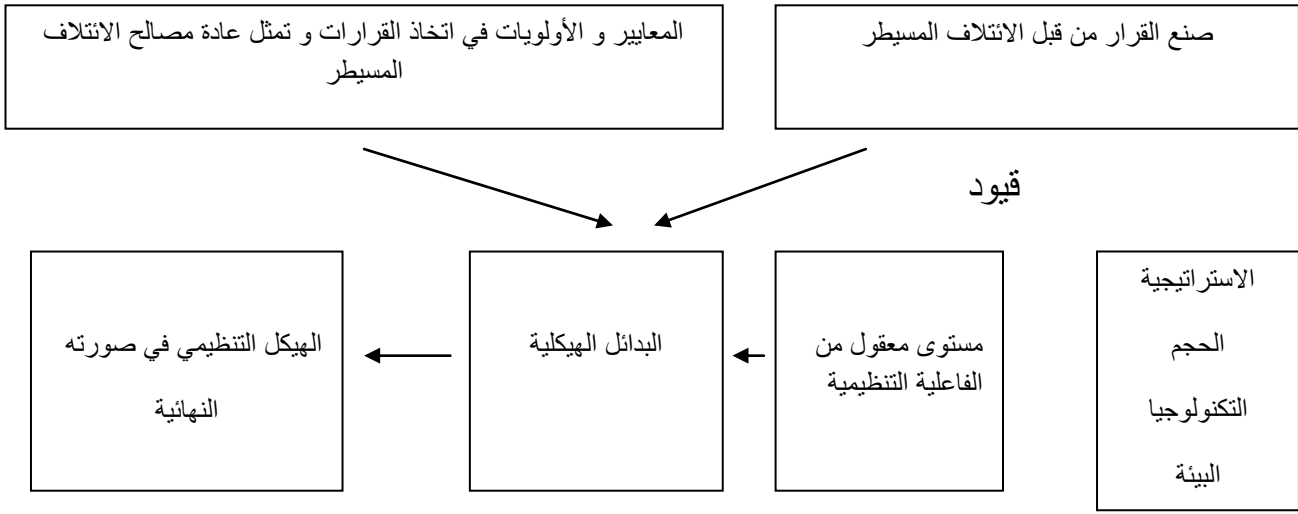 صنع القرار من قبل الائتلاف المسيطر
المعايير و الأولويات في اتخاذ القرارات و تمثل عادة مصالح الائتلاف
المسيطر
قيود
الاستراتيجية
الحجم
التكنولوجيا
البيئة
مستوى معقول من
الفاعلية التنظيمية
البدائل الهيكلية
الهيكل التنظيمي في صورته
النهائية